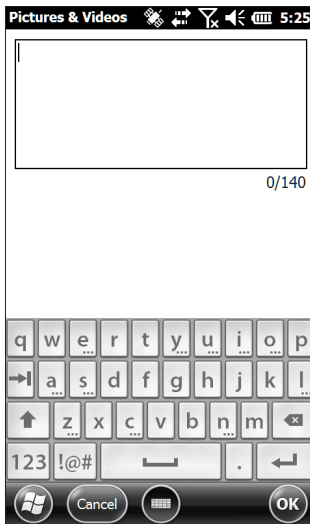 Pictures & Videos 5:25
0/140
q w e r t y u i o p
a s d f g h j k l
z x c v b n m
123 !@# .
Cancel OK